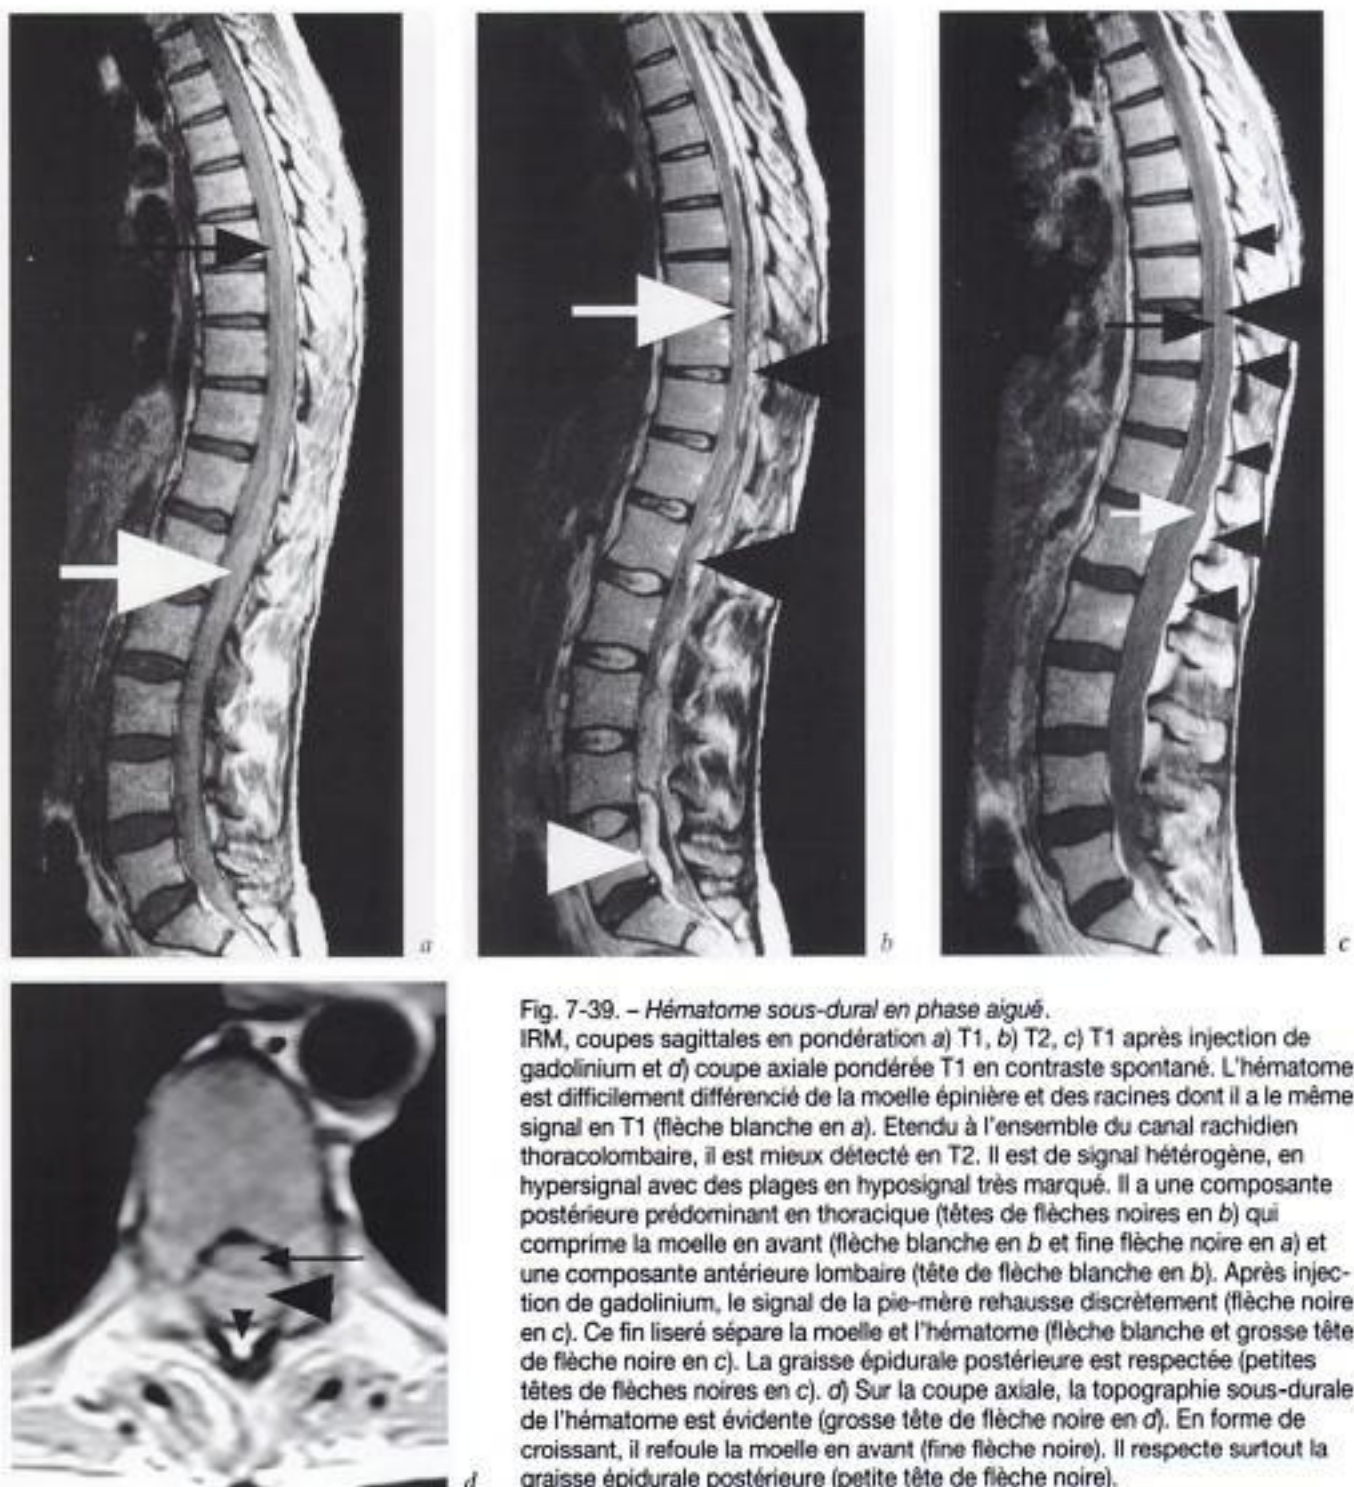 a
b
c
d
Fig. 7-39. – Hématome sous-dural en phase aiguë.
IRM, coupes sagittales en pondération a) T1, b) T2, c) T1 après injection de
gadolinium et d) coupe axiale pondérée T1 en contraste spontané. L'hématome
est difficilement différencié de la moelle épinière et des racines dont il a le même
signal en T1 (flèche blanche en a). Etendu à l'ensemble du canal rachidien
thoracolombaire, il est mieux détecté en T2. Il est de signal hétérogène, en
hypersignal avec des plages en hyposignal très marqué. Il a une composante
postérieure prédominant en thoracique (têtes de flèches noires en b) qui
comprime la moelle en avant (flèche blanche en b et fine flèche noire en a) et
une composante antérieure lombaire (tête de flèche blanche en b). Après injec-
tion de gadolinium, le signal de la pie-mère rehausse discrètement (flèche noire
en c). Ce fin liseré sépare la moelle et l'hématome (flèche blanche et grosse tête
de flèche noire en c). La graisse épidurale postérieure est respectée (petites
têtes de flèches noires en c). d) Sur la coupe axiale, la topographie sous-durale
de l'hématome est évidente (grosse tête de flèche noire en d). En forme de
croissant, il refoule la moelle en avant (fine flèche noire). Il respecte surtout la
graisse épidurale postérieure (petite tête de flèche noire).